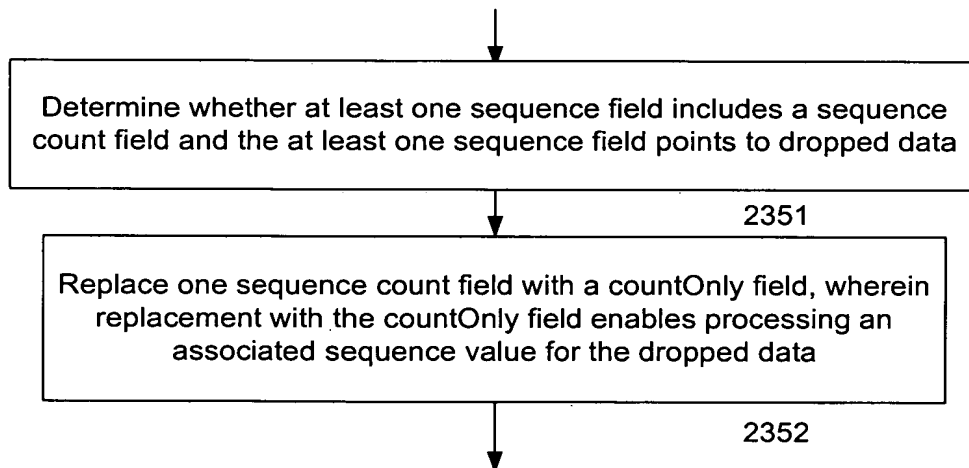 Determine whether at least one sequence field includes a sequence
count field and the at least one sequence field points to dropped data
2351
Replace one sequence count field with a countOnly field, wherein
replacement with the countOnly field enables processing an
associated sequence value for the dropped data
2352